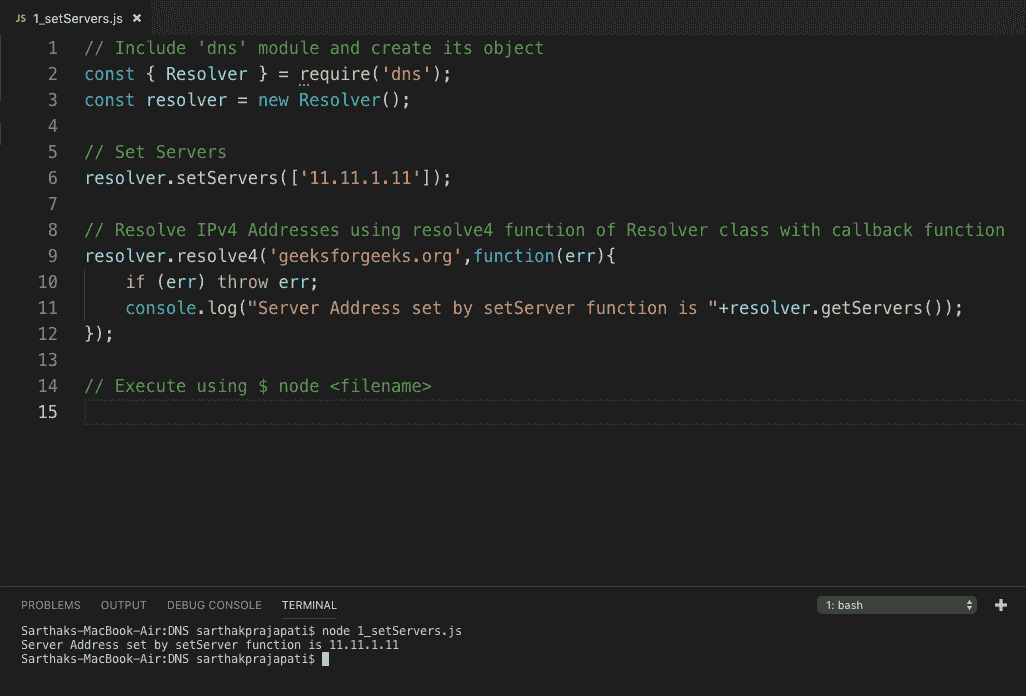 JS 1_setServers.js ×
1 // Include 'dns' module and create its object
2 const { Resolver } = require('dns');
3 const resolver = new Resolver();
4
5 // Set Servers
6 resolver.setServers(['11.11.1.11']);
7
8 // Resolve IPv4 Addresses using resolve4 function of Resolver class with callback function
9 resolver.resolve4('geeksforgeeks.org',function(err){
10     if (err) throw err;
11     console.log("Server Address set by setServer function is "+resolver.getServers());
12 });
13
14 // Execute using $ node <filename>
15
PROBLEMS OUTPUT DEBUG CONSOLE TERMINAL 1: bash
Sarthaks-MacBook-Air:DNS sarthakprajapati$ node 1_setServers.js
Server Address set by setServer function is 11.11.1.11
Sarthaks-MacBook-Air:DNS sarthakprajapati$